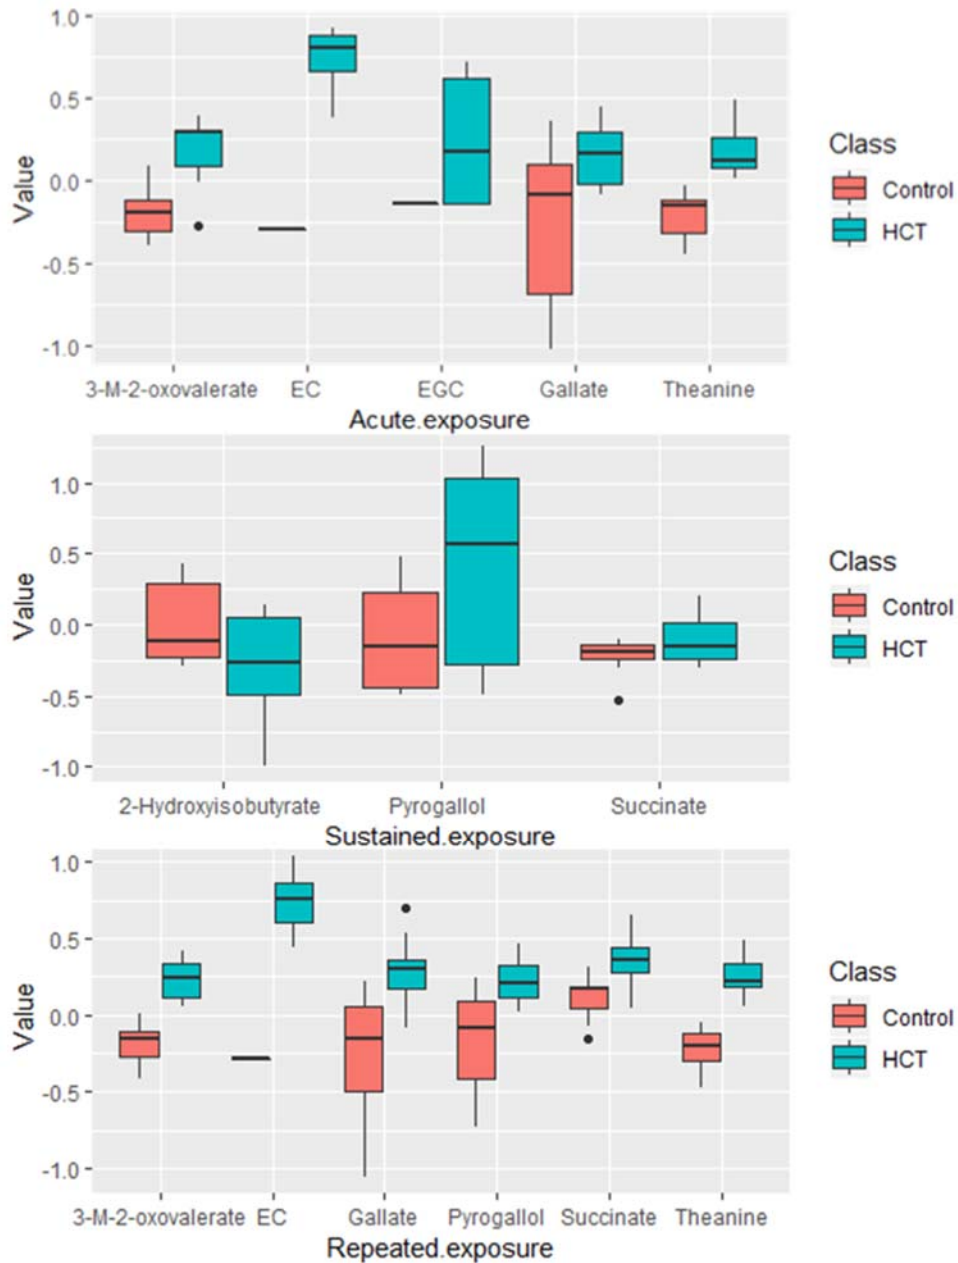 1.0
0.5
0.0
-0.5
-1.0
Value
3-M-2-oxovalerate EC EGC Gallate Theanine
Acute.exposure
Class
Control
HCT
1.0
0.5
0.0
-0.5
-1.0
Value
2-Hydroxyisobutyrate Pyrogallol Succinate
Sustained.exposure
Class
Control
HCT
1.0
0.5
0.0
-0.5
-1.0
Value
3-M-2-oxovalerate EC Gallate Pyrogallol Succinate Theanine
Repeated.exposure
Class
Control
HCT